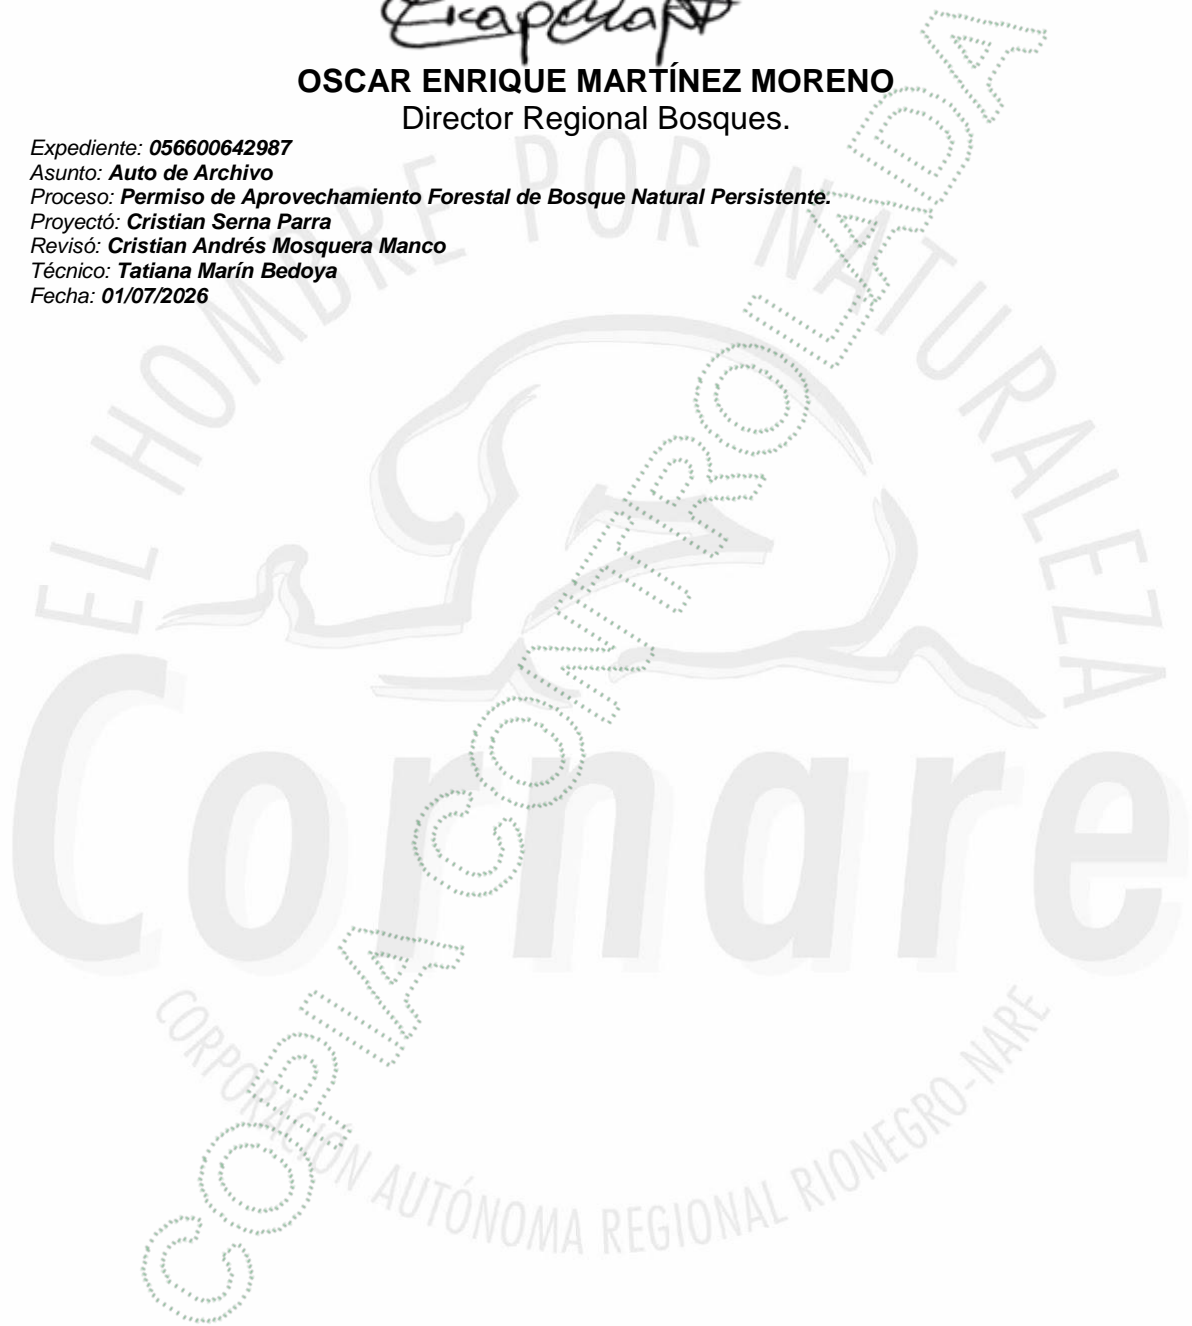 OSCAR ENRIQUE MARTÍNEZ MORENO
Director Regional Bosques.
Expediente: 056600642987
Asunto: Auto de Archivo
Proceso: Permiso de Aprovechamiento Forestal de Bosque Natural Persistente.
Proyectó: Cristian Serna Parra
Revisó: Cristian Andrés Mosquera Manco
Técnico: Tatiana Marín Bedoya
Fecha: 01/07/2026
EL HOMBRE POR NATURALEZA
Cornare
CORPORACIÓN AUTÓNOMA REGIONAL RIONEGRO-NARE
COPIA CONTROLADA